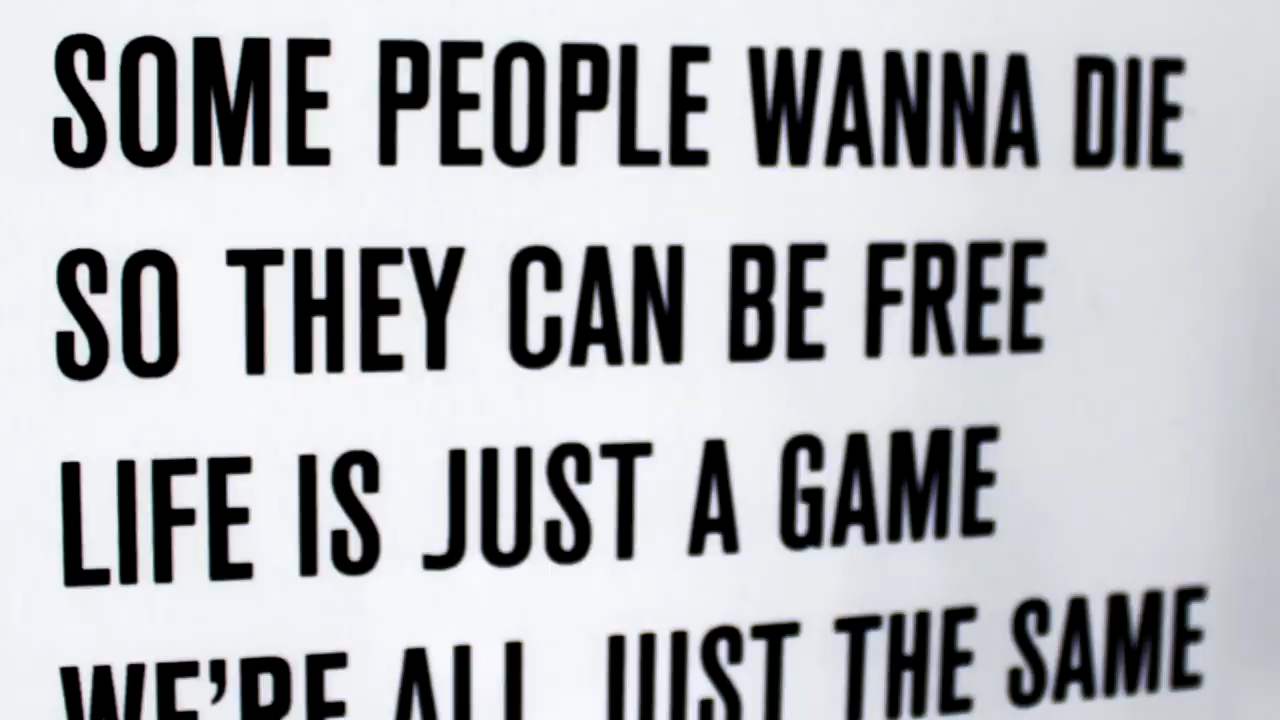 SOME PEOPLE WANNA DIE
SO THEY CAN BE FREE
LIFE IS JUST A GAME
WE'RE ALL JUST THE SAME